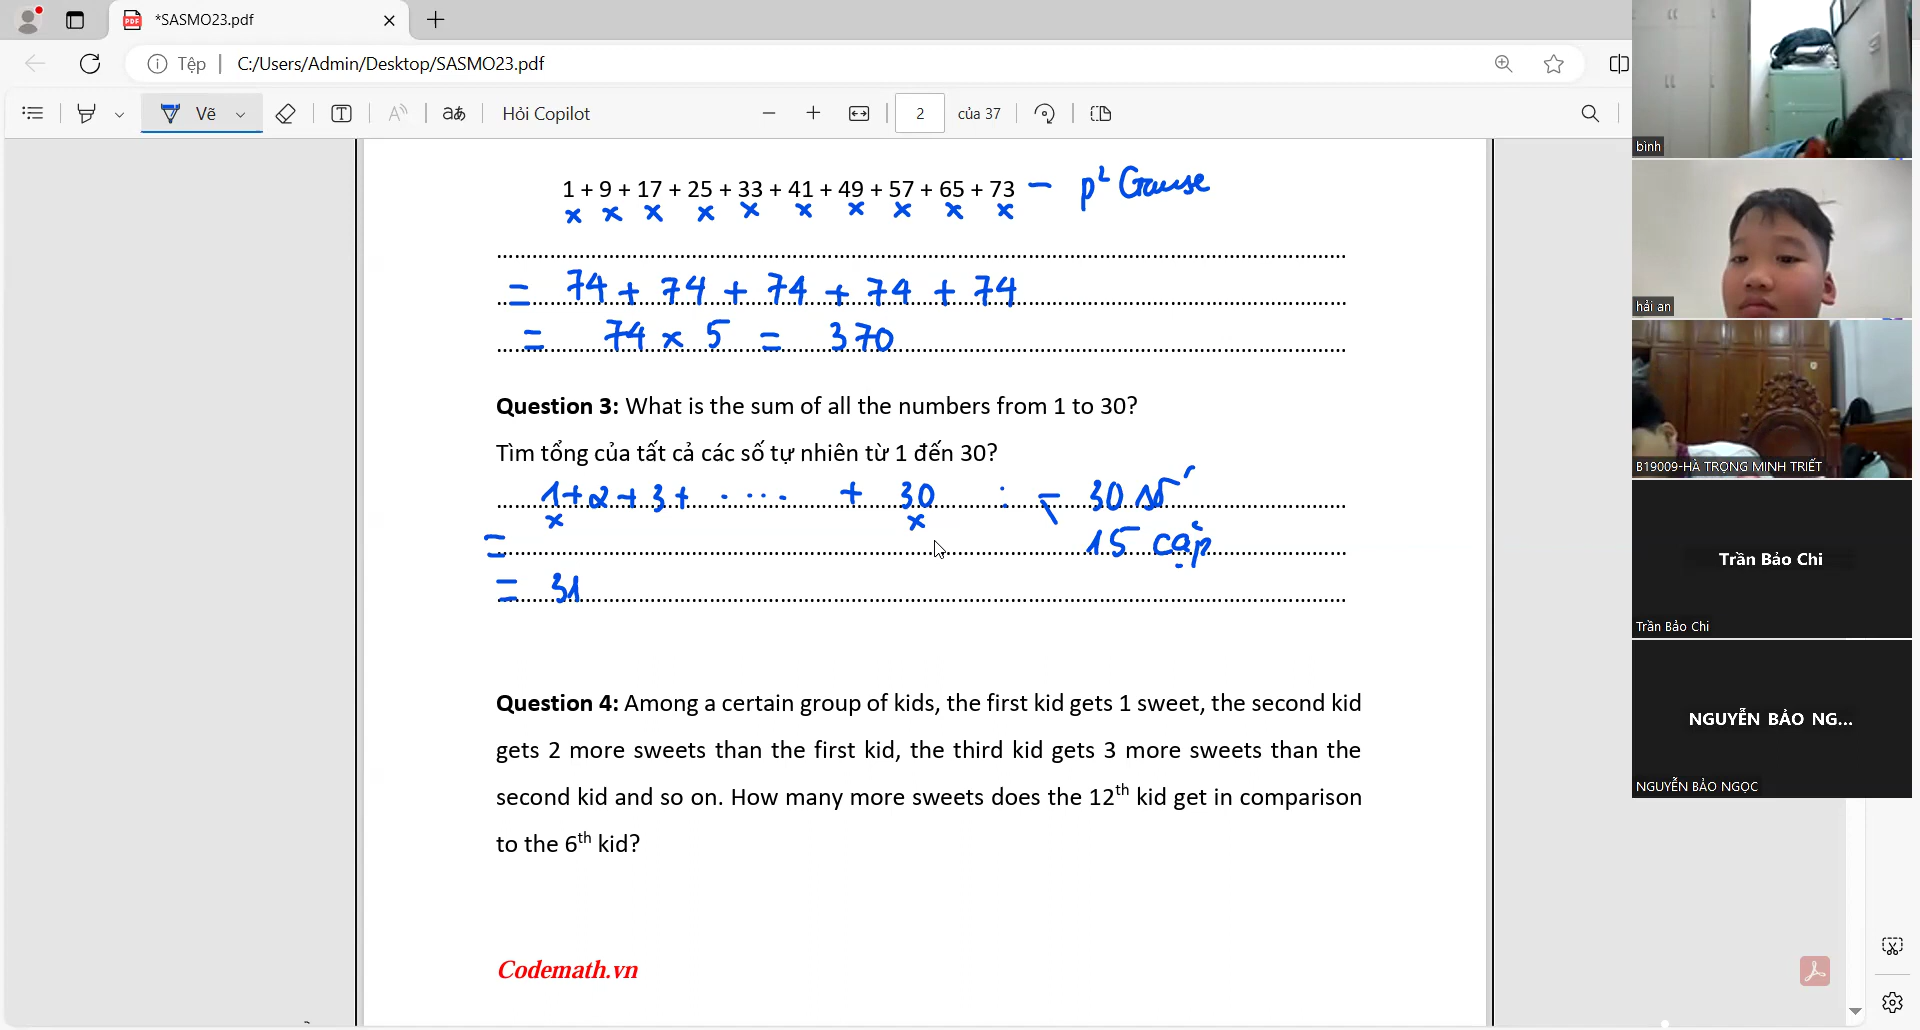 *SASMO23.pdf
Tệp
C:/Users/Admin/Desktop/SASMO23.pdf
Vẽ
aあ
Hỏi Copilot
2
của 37
1 + 9 + 17 + 25 + 33 + 41 + 49 + 57 + 65 + 73 – p² Gause
x x x x x x x x x x
= 74 + 74 + 74 + 74 + 74
= 74 x 5 = 370
Question 3: What is the sum of all the numbers from 1 to 30?
Tìm tổng của tất cả các số tự nhiên từ 1 đến 30?
1 + 2 + 3 + ..... + 30 : 30 số
x x
= 15 cặp
= 31
Question 4: Among a certain group of kids, the first kid gets 1 sweet, the second kid
gets 2 more sweets than the first kid, the third kid gets 3 more sweets than the
second kid and so on. How many more sweets does the 12th kid get in comparison
to the 6th kid?
Codemath.vn
bình
hải an
B19009-HÀ TRỌNG MINH TRIẾT
Trần Bảo Chi
Trần Bảo Chi
NGUYỄN BẢO NG...
NGUYỄN BẢO NGỌC